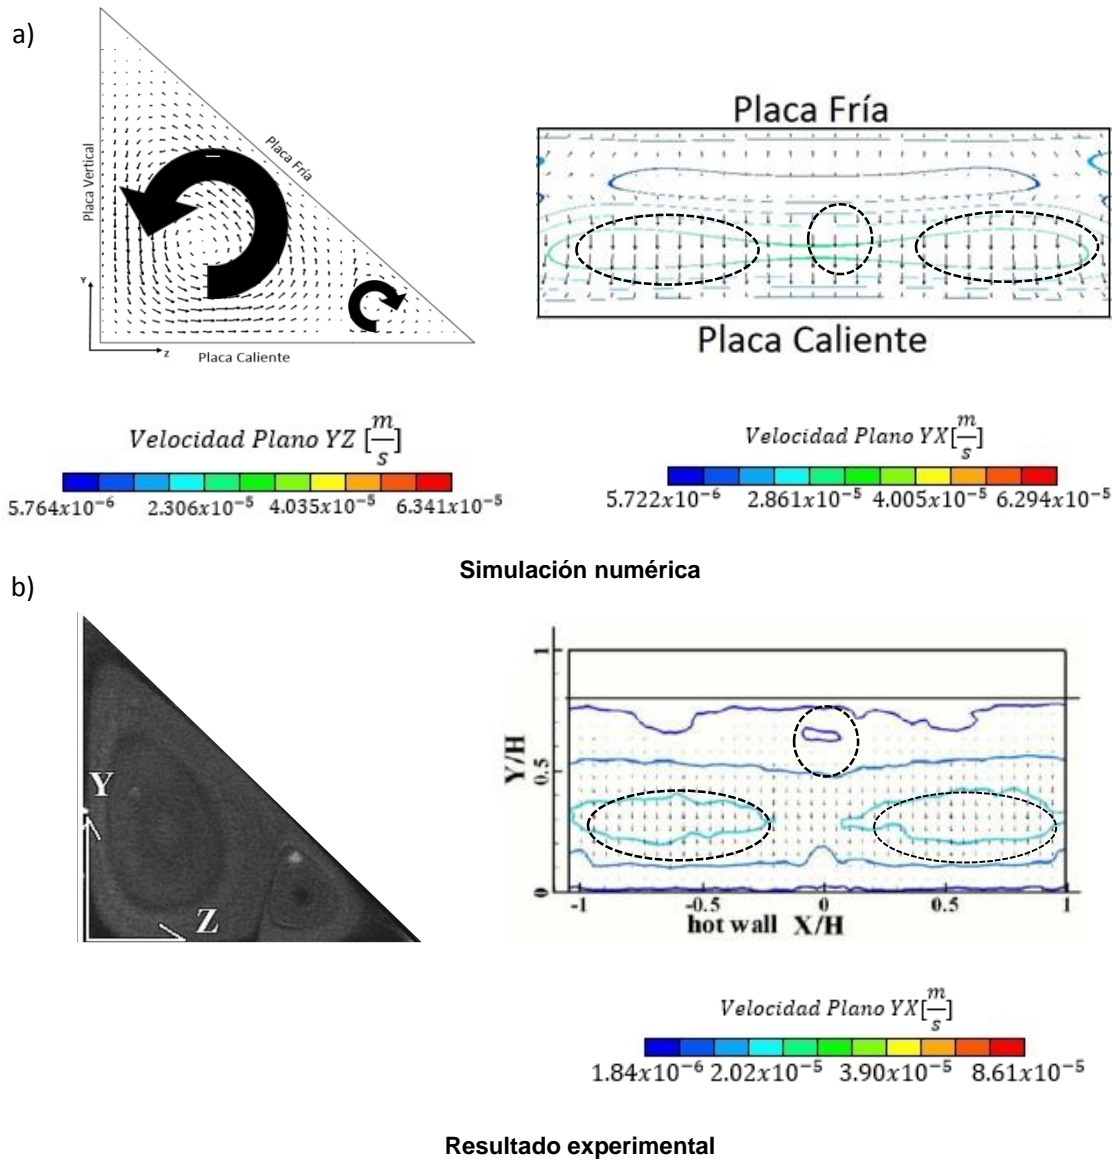 a)
Placa Vertical
Placa Fría
Y
Z
Placa Caliente
Placa Fría
Placa Caliente
Velocidad Plano YZ [m/s]
5.764x10⁻⁶ 2.306x10⁻⁵ 4.035x10⁻⁵ 6.341x10⁻⁵
Velocidad Plano YX[m/s]
5.722x10⁻⁶ 2.861x10⁻⁵ 4.005x10⁻⁵ 6.294x10⁻⁵
Simulación numérica
b)
Y
Z
Y/H
1
0.5
0
-1 -0.5 0 0.5 1
hot wall X/H
Velocidad Plano YX[m/s]
1.84x10⁻⁶ 2.02x10⁻⁵ 3.90x10⁻⁵ 8.61x10⁻⁵
Resultado experimental